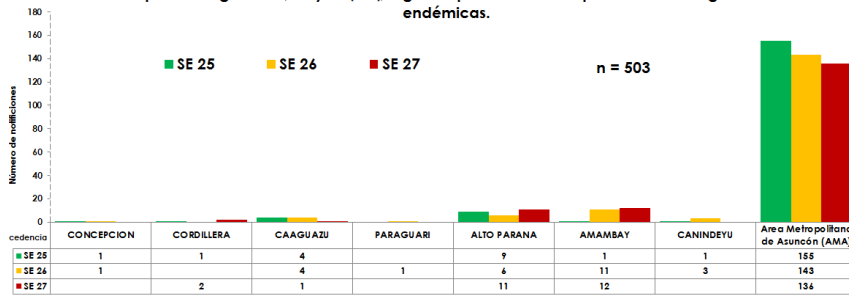 endémicas.
180
160
140
120
100
80
60
40
20
0
Número de notificiones
SE 25 SE 26 SE 27
n = 503
cedencia CONCEPCION CORDILLERA CAAGUAZU PARAGUARI ALTO PARANA AMAMBAY CANINDEYU Area Metropolitana de Asuncón (AMA)
SE 25 1 1 4 9 1 1 155
SE 26 1 4 1 6 11 3 143
SE 27 2 1 11 12 136